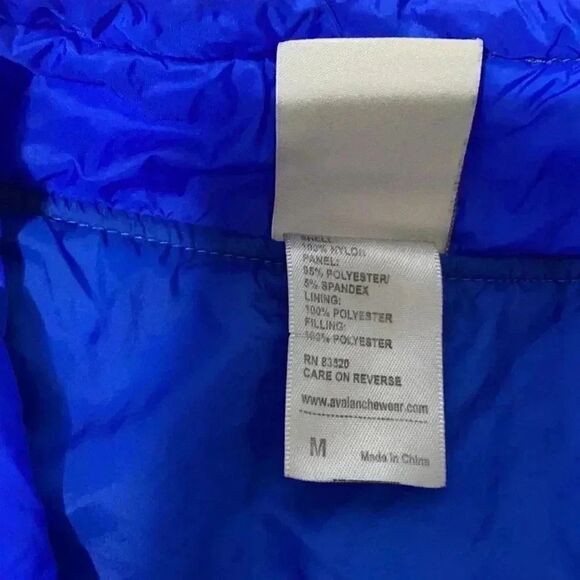 SHELL:
100% NYLON
PANEL:
95% POLYESTER/
5% SPANDEX
LINING:
100% POLYESTER
FILLING:
100% POLYESTER
RN 83520
CARE ON REVERSE
www.avalanchewear.com
M Made in China